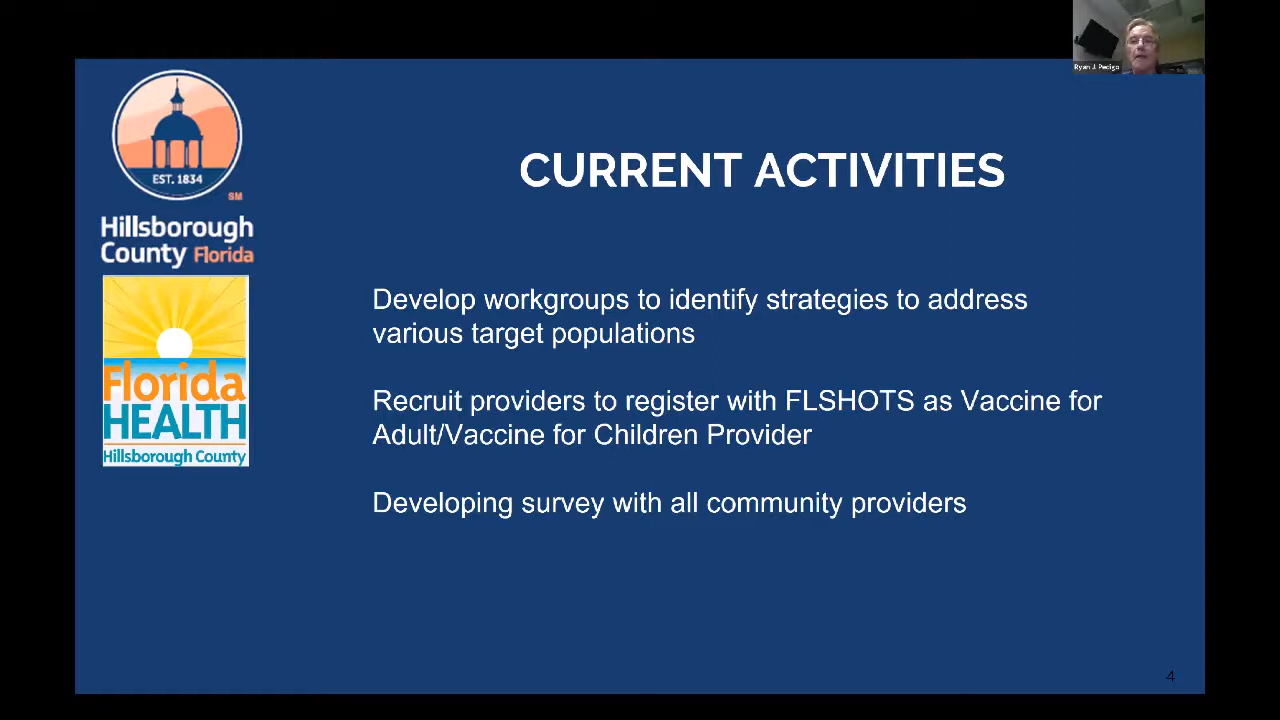 Ryan J. Pedigo
EST. 1834
SM
Hillsborough
County Florida
Florida
HEALTH
Hillsborough County
CURRENT ACTIVITIES
Develop workgroups to identify strategies to address
various target populations
Recruit providers to register with FLSHOTS as Vaccine for
Adult/Vaccine for Children Provider
Developing survey with all community providers
4